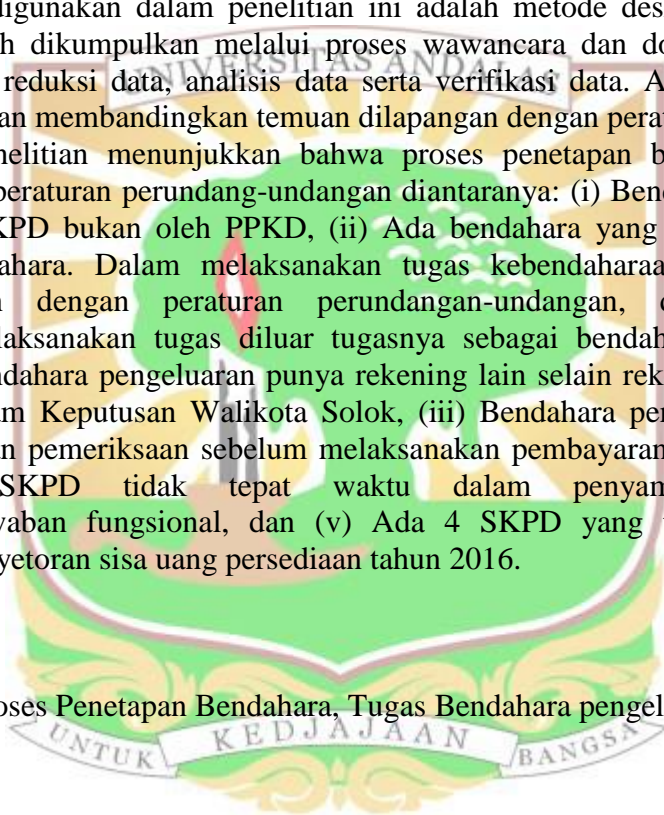 digunakan dalam penelitian ini adalah metode des
h dikumpulkan melalui proses wawancara dan do
reduksi data, analisis data serta verifikasi data. A
UNIVERSITAS ANDALAS
an membandingkan temuan dilapangan dengan perat
nelitian menunjukkan bahwa proses penetapan b
peraturan perundang-undangan diantaranya: (i) Bend
KPD bukan oleh PPKD, (ii) Ada bendahara yang
ahara. Dalam melaksanakan tugas kebendaharaa
n dengan peraturan perundangan-undangan, d
laksanakan tugas diluar tugasnya sebagai bendah
ndahara pengeluaran punya rekening lain selain rek
am Keputusan Walikota Solok, (iii) Bendahara per
an pemeriksaan sebelum melaksanakan pembayaran
SKPD tidak tepat waktu dalam penyam
waban fungsional, dan (v) Ada 4 SKPD yang
yetoran sisa uang persediaan tahun 2016.
oses Penetapan Bendahara, Tugas Bendahara pengel
UNTUK KEDJAJAAN BANGSA